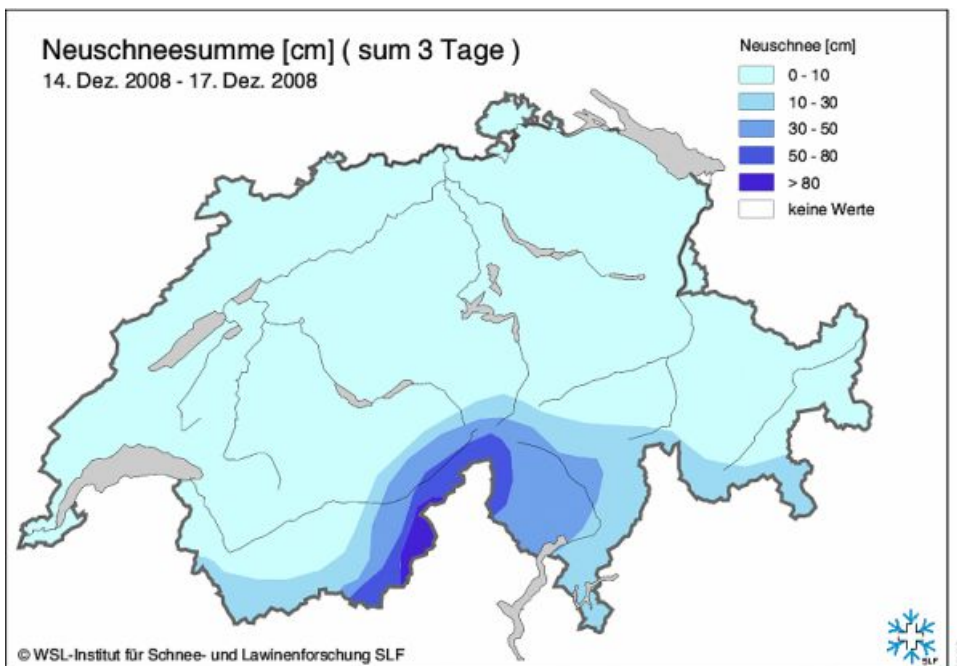 Neuschneesumme [cm] ( sum 3 Tage )
14. Dez. 2008 - 17. Dez. 2008
Neuschnee [cm]
0 - 10
10 - 30
30 - 50
50 - 80
> 80
keine Werte
© WSL-Institut für Schnee- und Lawinenforschung SLF
SLF